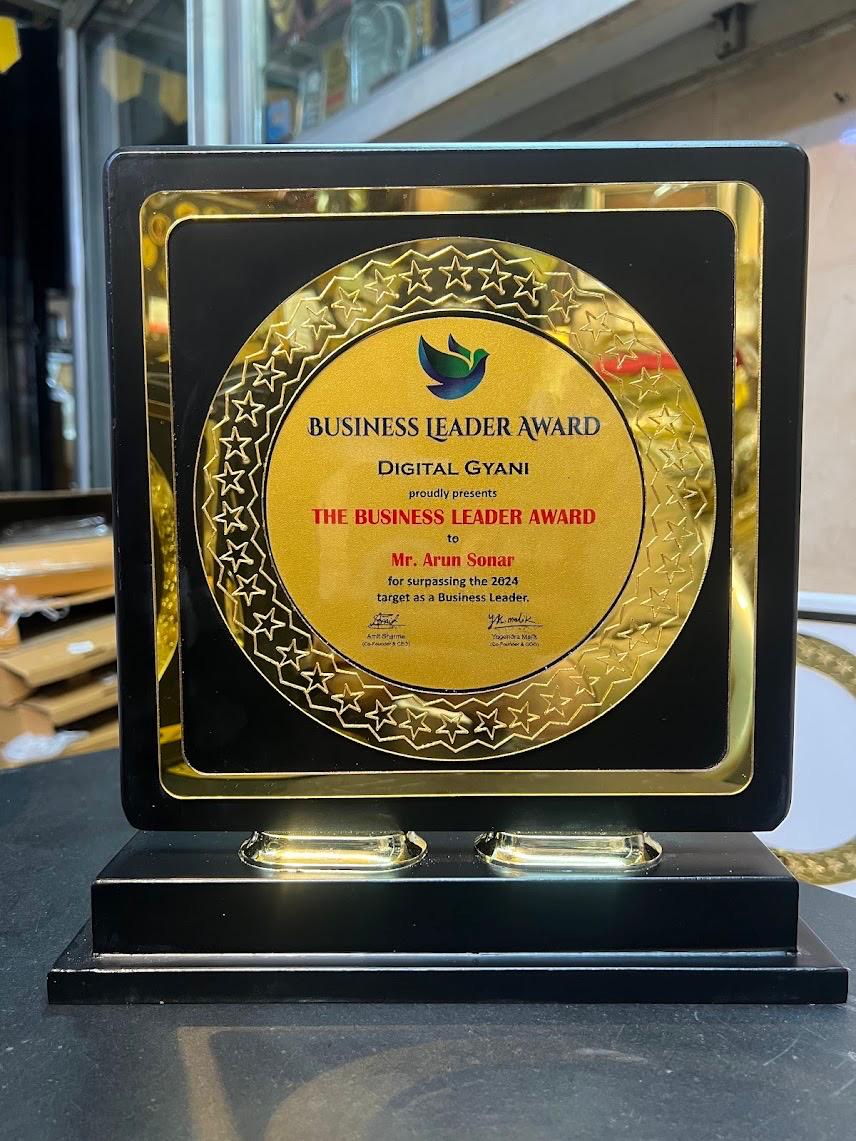 BUSINESS LEADER AWARD
DIGITAL GYANI
proudly presents
THE BUSINESS LEADER AWARD
to
Mr. Arun Sonar
for surpassing the 2024
target as a Business Leader.
Amit Sharma
(Co-Founder & CEO)
Yogendra Malik
(Co-Founder & COO)